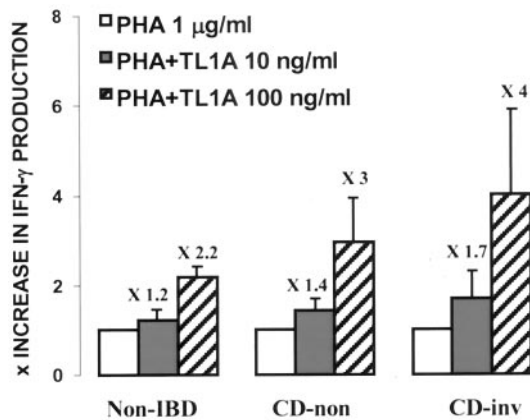 x INCREASE IN IFN-γ PRODUCTION
8
6
4
2
0
PHA 1 μg/ml
PHA+TL1A 10 ng/ml
PHA+TL1A 100 ng/ml
X 1.2
X 2.2
X 1.4
X 3
X 1.7
X 4
Non-IBD
CD-non
CD-inv